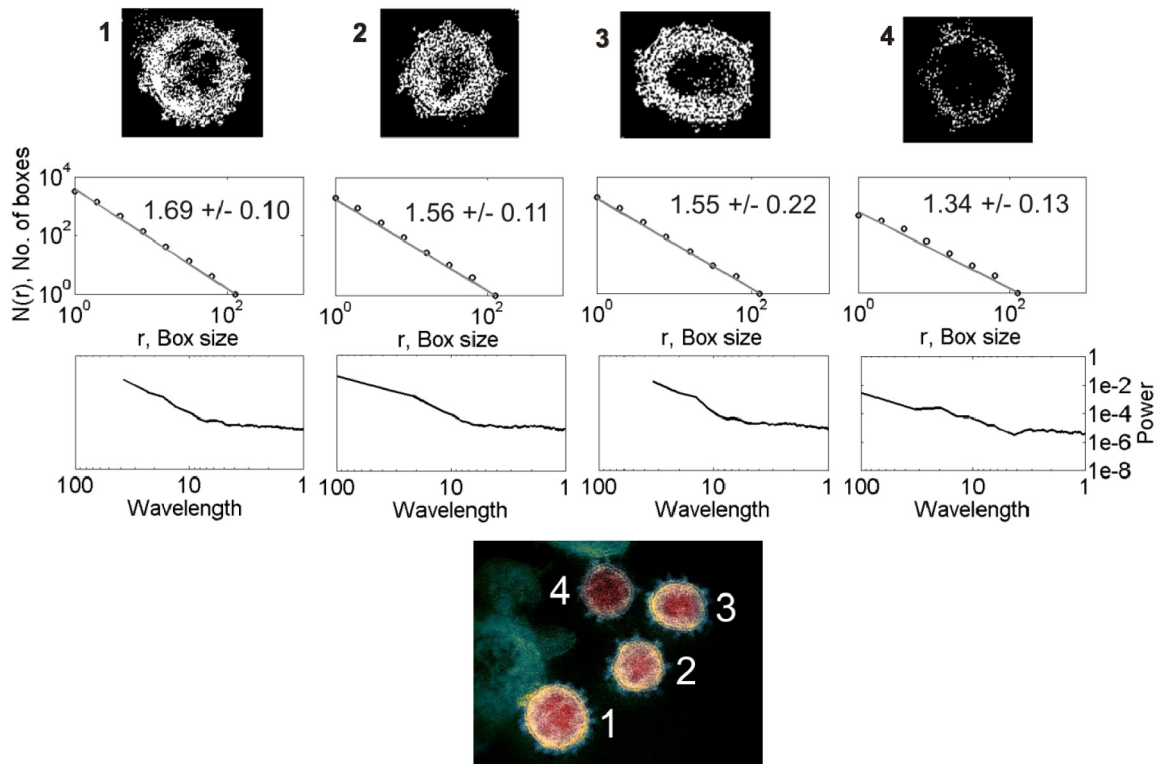 1 2 3 4
N(r), No. of boxes
10^4
10^2
10^0
1.69 +/- 0.10 1.56 +/- 0.11 1.55 +/- 0.22 1.34 +/- 0.13
10^0 10^2 10^0 10^2 10^0 10^2 10^0 10^2
r, Box size r, Box size r, Box size r, Box size
1
1e-2
1e-4
1e-6
1e-8
Power
100 10 1 100 10 1 100 10 1 100 10 1
Wavelength Wavelength Wavelength Wavelength
4 3
2
1